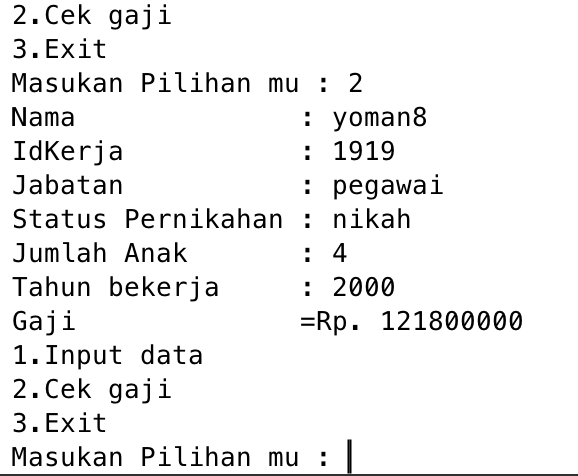 2.Cek gaji
3.Exit
Masukan Pilihan mu : 2
Nama : yoman8
IdKerja : 1919
Jabatan : pegawai
Status Pernikahan : nikah
Jumlah Anak : 4
Tahun bekerja : 2000
Gaji =Rp. 121800000
1.Input data
2.Cek gaji
3.Exit
Masukan Pilihan mu :